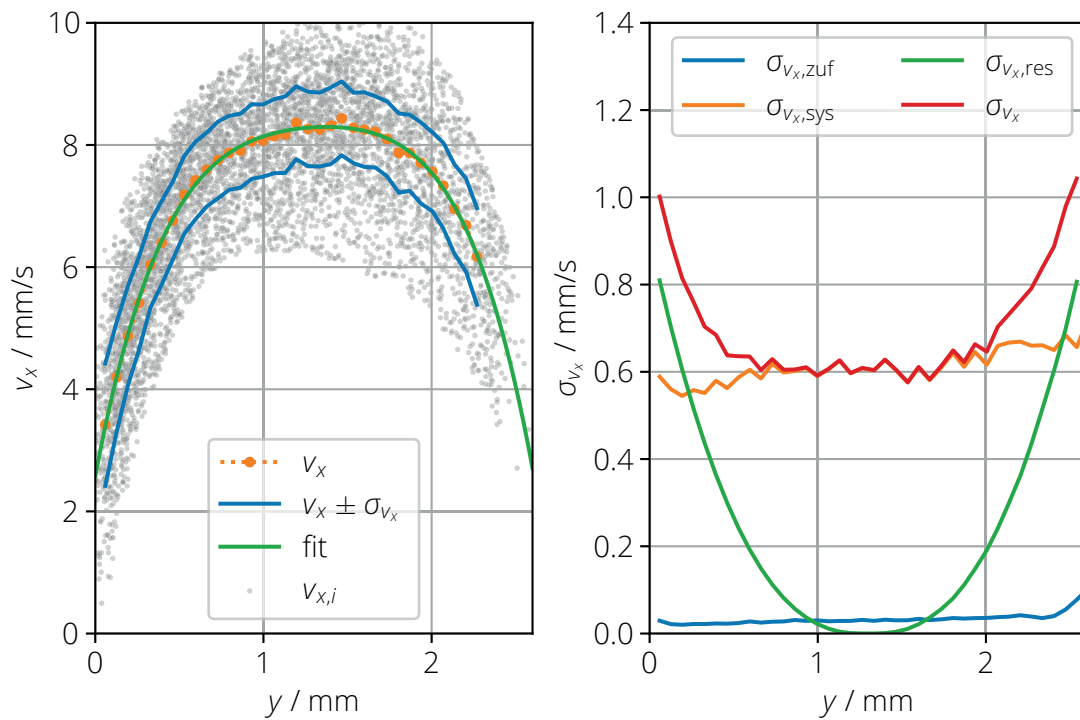 10
8
6
4
2
0
v_x / mm/s
v_x
v_x ± σ_{v_x}
fit
v_{x,i}
0 1 2
y / mm
1.4
1.2
1.0
0.8
0.6
0.4
0.2
0.0
σ_{v_x} / mm/s
σ_{v_x,zuf} σ_{v_x,res}
σ_{v_x,sys} σ_{v_x}
0 1 2
y / mm